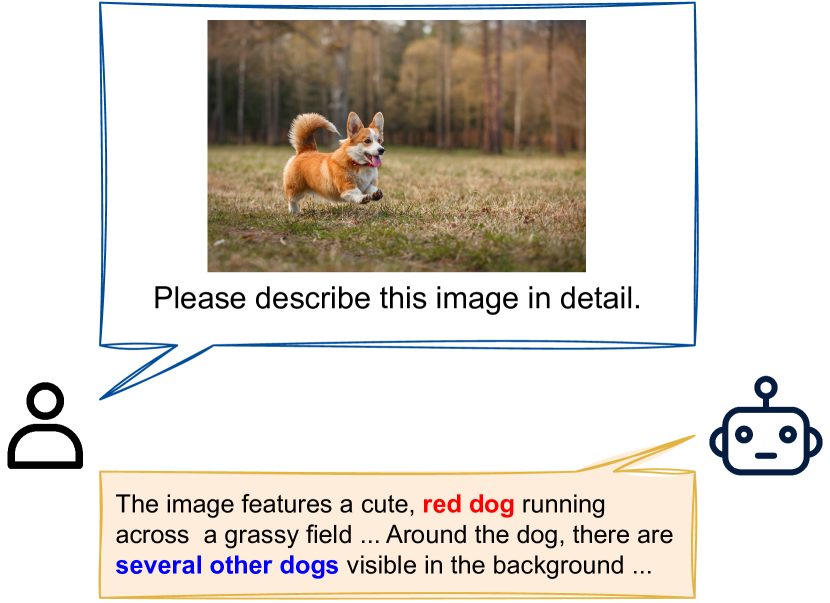 Please describe this image in detail.
The image features a cute, red dog running
across a grassy field ... Around the dog, there are
several other dogs visible in the background ...